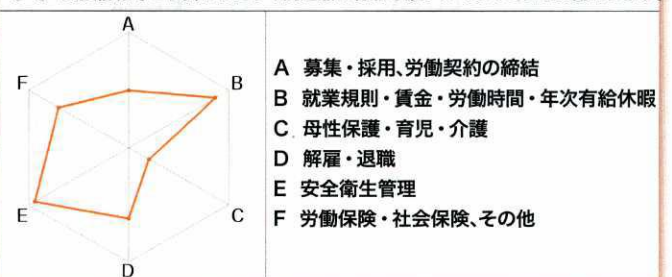 A
B
C
D
E
F
A 募集・採用、労働契約の締結
B 就業規則・賃金・労働時間・年次有給休暇
C 母性保護・育児・介護
D 解雇・退職
E 安全衛生管理
F 労働保険・社会保険、その他